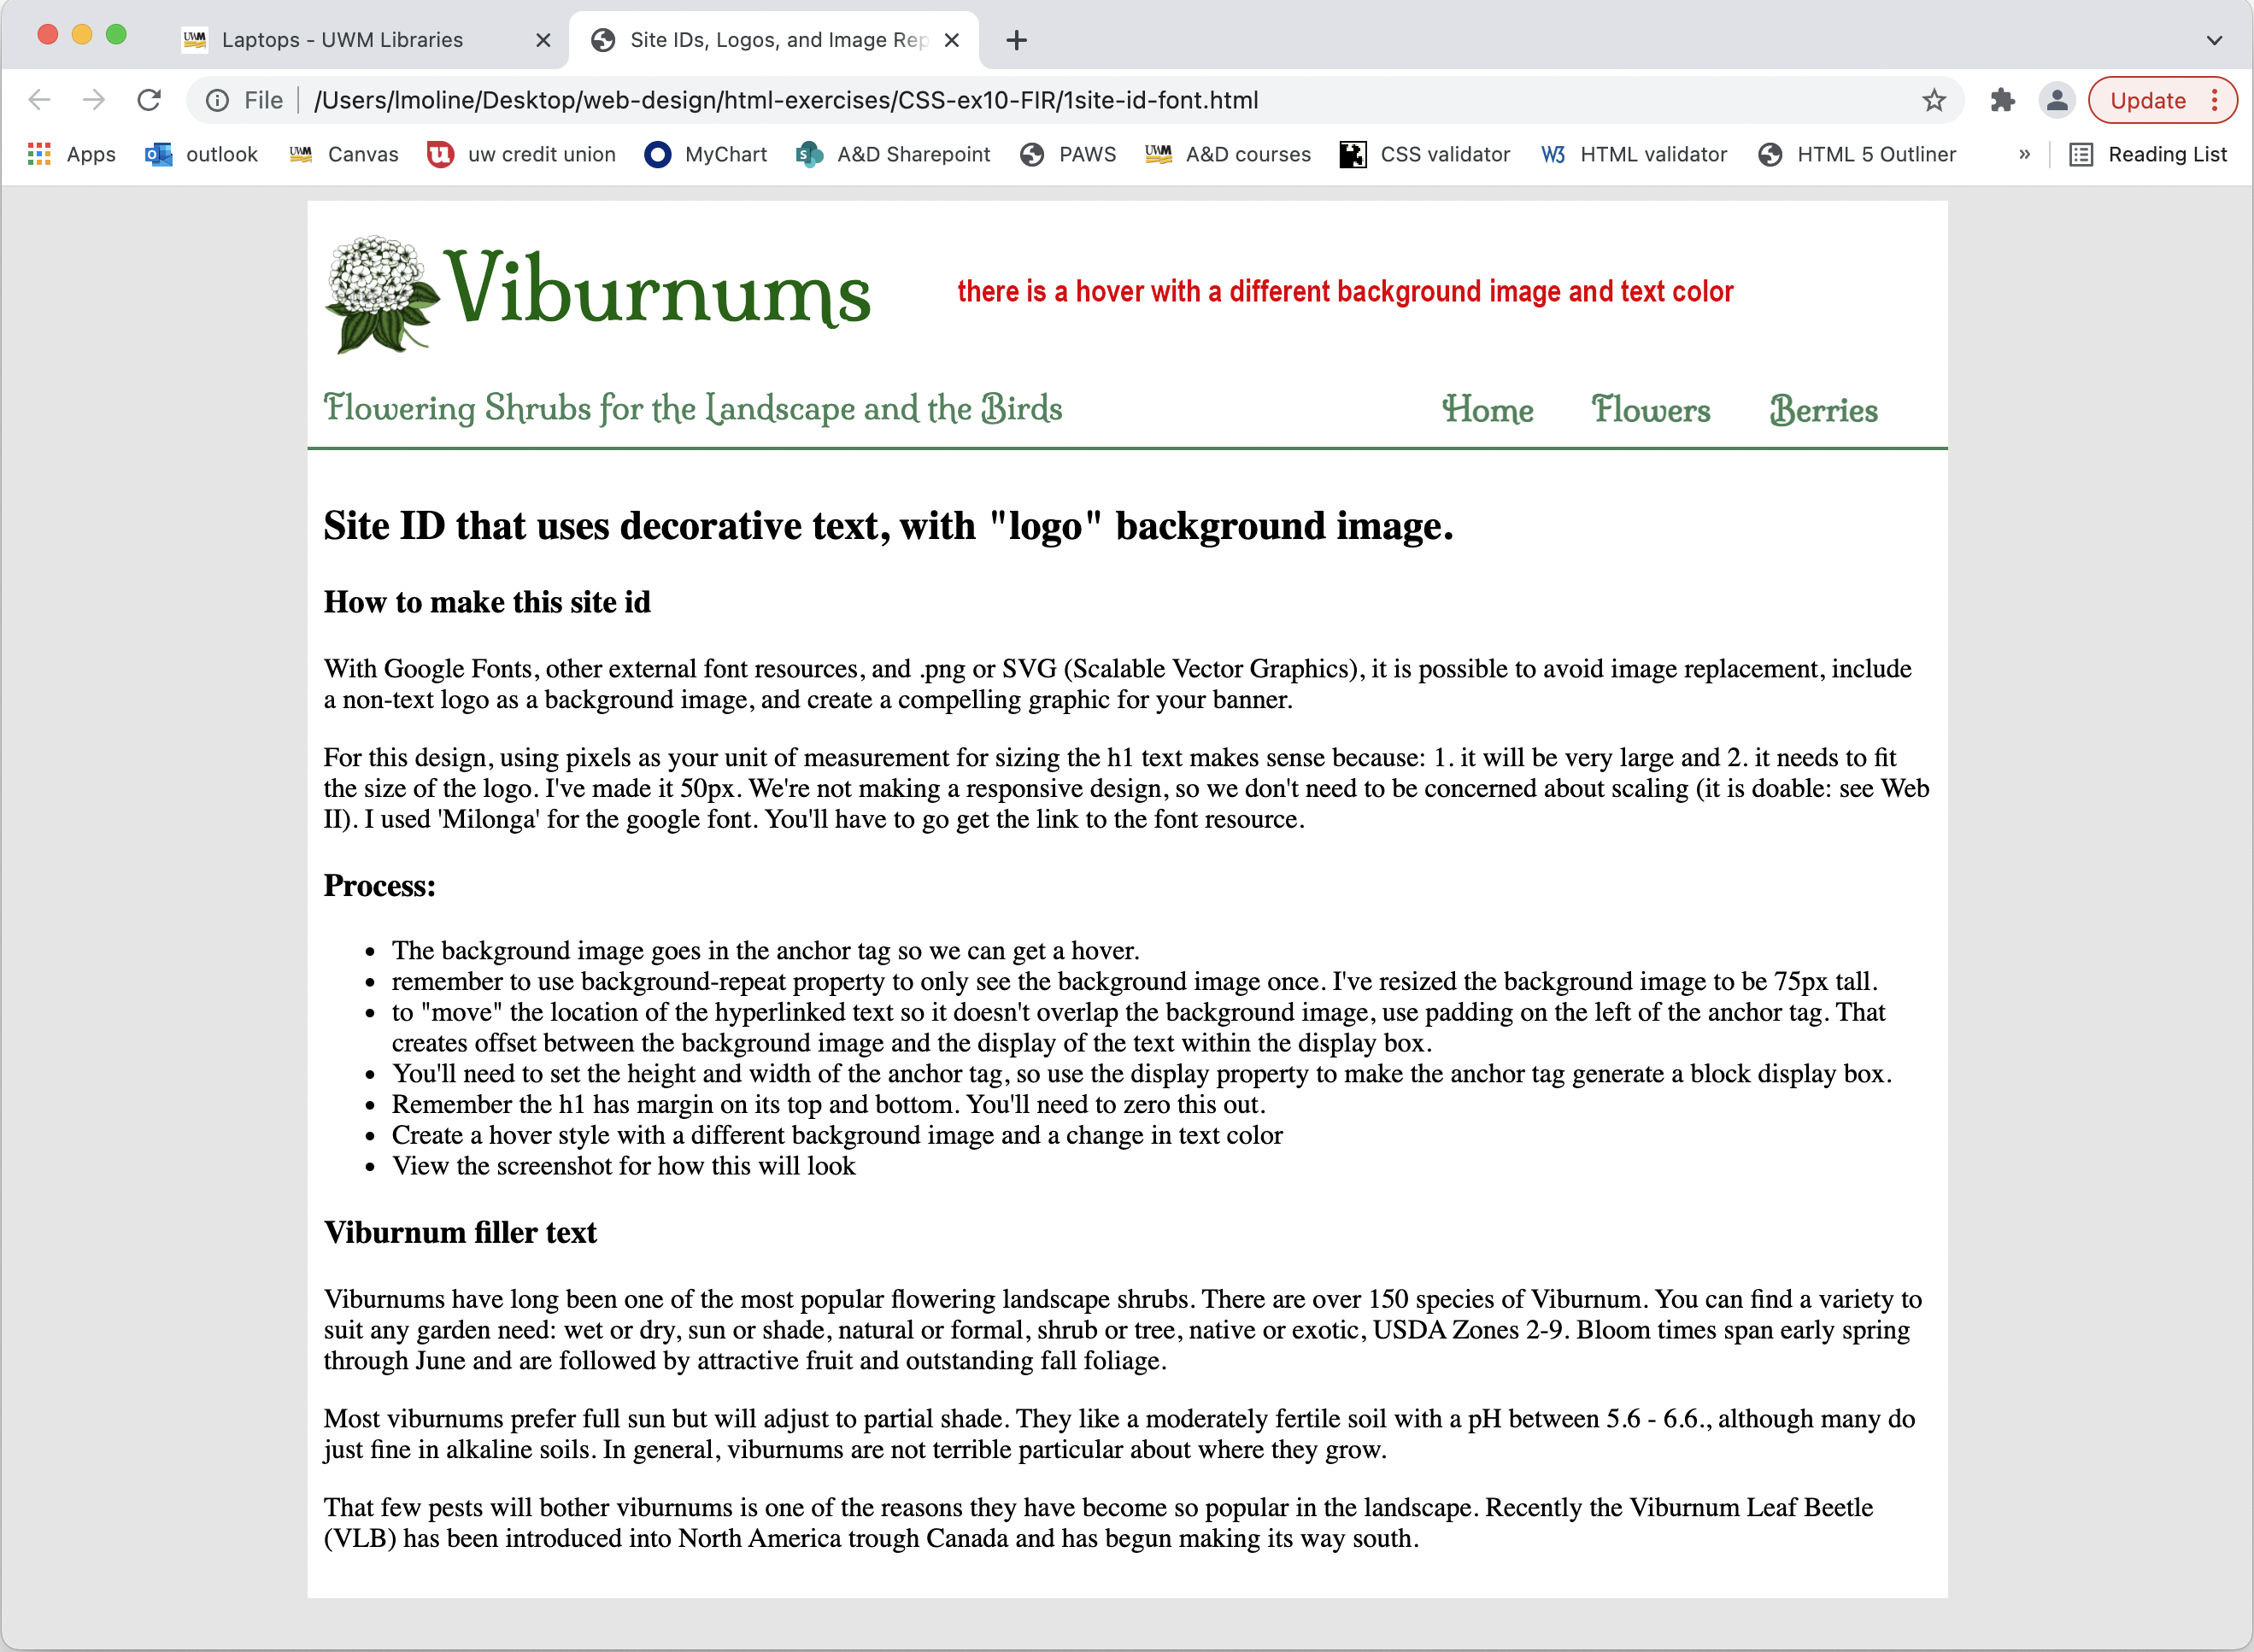 Laptops - UWM Libraries
Site IDs, Logos, and Image Rep
File
/Users/lmoline/Desktop/web-design/html-exercises/CSS-ex10-FIR/1site-id-font.html
Update
Apps outlook Canvas uw credit union MyChart A&D Sharepoint PAWS A&D courses CSS validator HTML validator HTML 5 Outliner » Reading List
Viburnums
there is a hover with a different background image and text color
Flowering Shrubs for the Landscape and the Birds
Home Flowers Berries
Site ID that uses decorative text, with "logo" background image.
How to make this site id
With Google Fonts, other external font resources, and .png or SVG (Scalable Vector Graphics), it is possible to avoid image replacement, include
a non-text logo as a background image, and create a compelling graphic for your banner.
For this design, using pixels as your unit of measurement for sizing the h1 text makes sense because: 1. it will be very large and 2. it needs to fit
the size of the logo. I've made it 50px. We're not making a responsive design, so we don't need to be concerned about scaling (it is doable: see Web
II). I used 'Milonga' for the google font. You'll have to go get the link to the font resource.
Process:
• The background image goes in the anchor tag so we can get a hover.
• remember to use background-repeat property to only see the background image once. I've resized the background image to be 75px tall.
• to "move" the location of the hyperlinked text so it doesn't overlap the background image, use padding on the left of the anchor tag. That
creates offset between the background image and the display of the text within the display box.
• You'll need to set the height and width of the anchor tag, so use the display property to make the anchor tag generate a block display box.
• Remember the h1 has margin on its top and bottom. You'll need to zero this out.
• Create a hover style with a different background image and a change in text color
• View the screenshot for how this will look
Viburnum filler text
Viburnums have long been one of the most popular flowering landscape shrubs. There are over 150 species of Viburnum. You can find a variety to
suit any garden need: wet or dry, sun or shade, natural or formal, shrub or tree, native or exotic, USDA Zones 2-9. Bloom times span early spring
through June and are followed by attractive fruit and outstanding fall foliage.
Most viburnums prefer full sun but will adjust to partial shade. They like a moderately fertile soil with a pH between 5.6 - 6.6., although many do
just fine in alkaline soils. In general, viburnums are not terrible particular about where they grow.
That few pests will bother viburnums is one of the reasons they have become so popular in the landscape. Recently the Viburnum Leaf Beetle
(VLB) has been introduced into North America trough Canada and has begun making its way south.